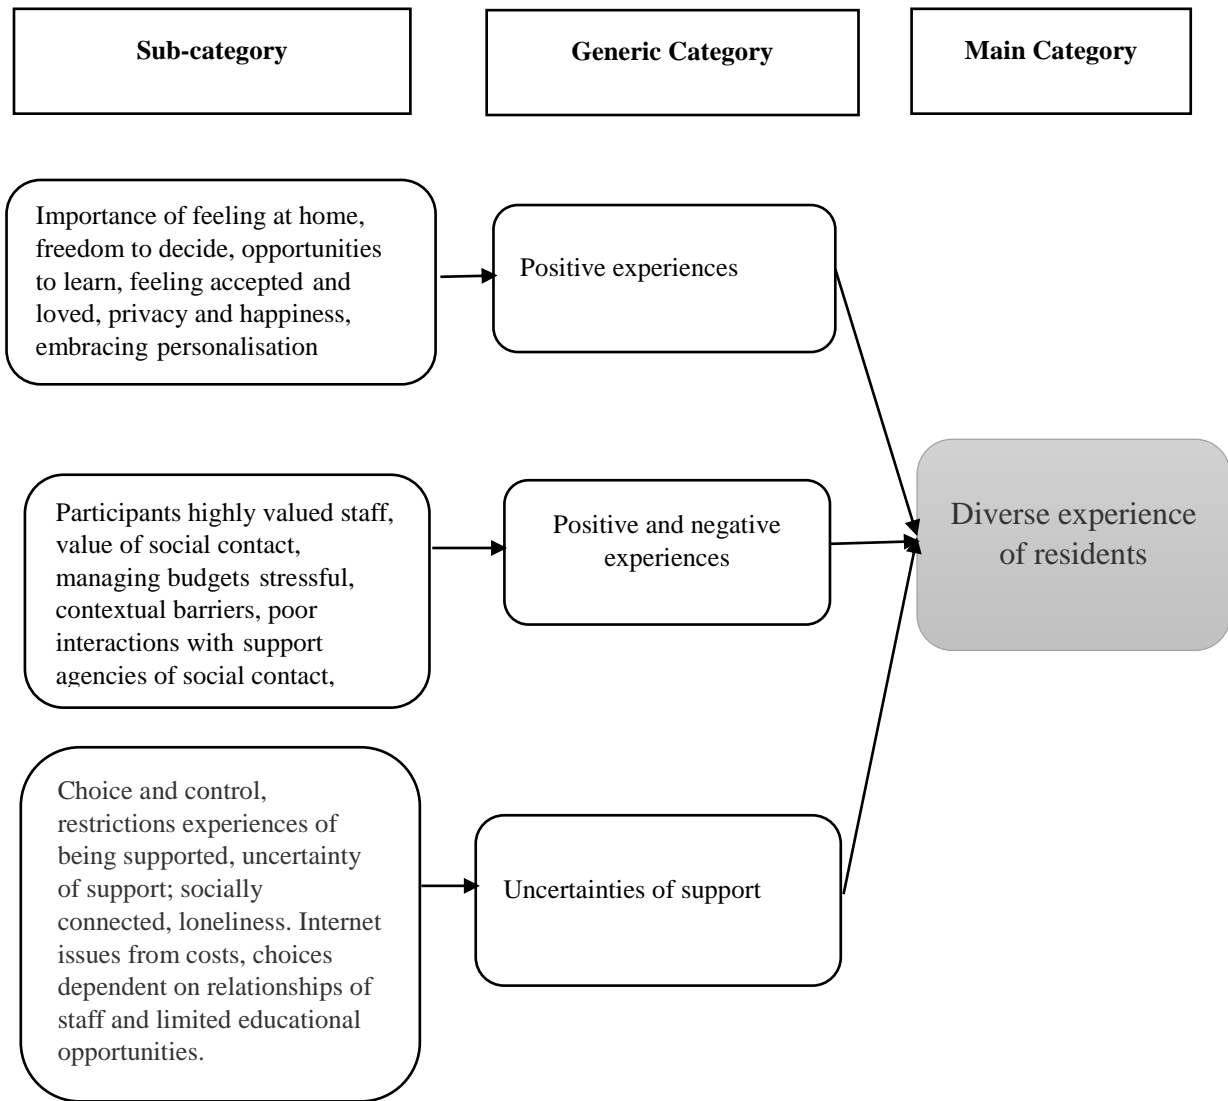 Sub-category
Generic Category
Main Category
Importance of feeling at home,
freedom to decide, opportunities
to learn, feeling accepted and
loved, privacy and happiness,
embracing personalisation
Positive experiences
Participants highly valued staff,
value of social contact,
managing budgets stressful,
contextual barriers, poor
interactions with support
agencies of social contact,
Positive and negative
experiences
Diverse experience
of residents
Choice and control,
restrictions experiences of
being supported, uncertainty
of support; socially
connected, loneliness. Internet
issues from costs, choices
dependent on relationships of
staff and limited educational
opportunities.
Uncertainties of support